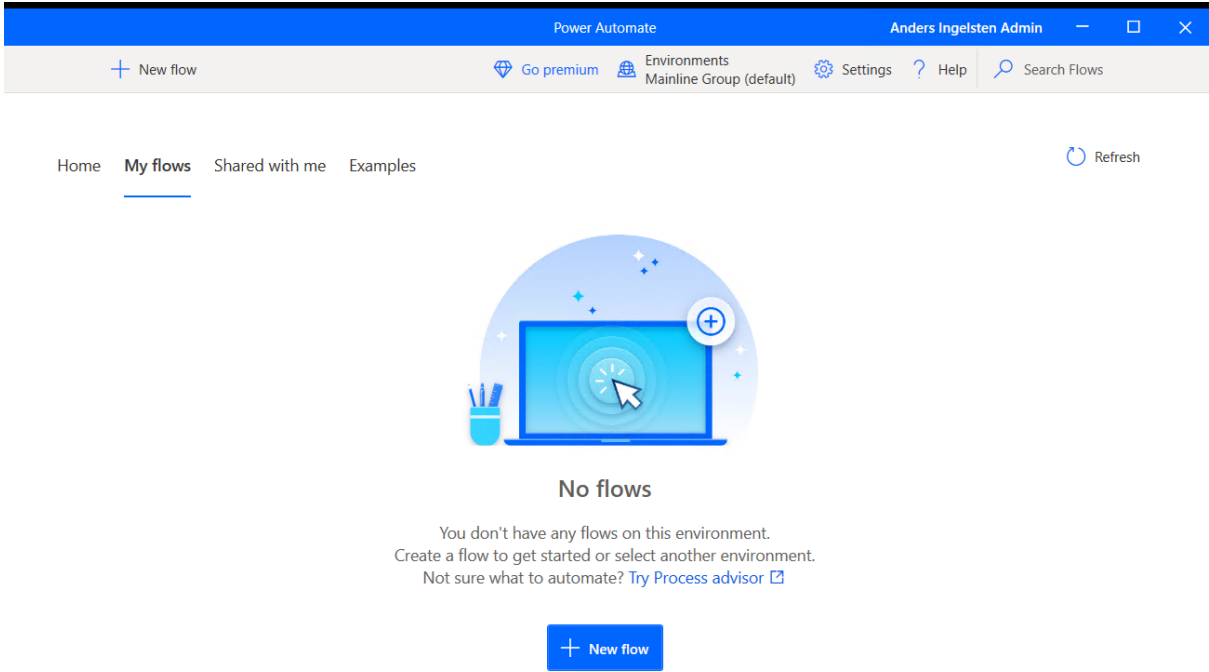 Power Automate
Anders Ingelsten Admin
New flow
Go premium
Environments
Mainline Group (default)
Settings
? Help
Search Flows
Home My flows Shared with me Examples
Refresh
No flows
You don't have any flows on this environment.
Create a flow to get started or select another environment.
Not sure what to automate? Try Process advisor
New flow